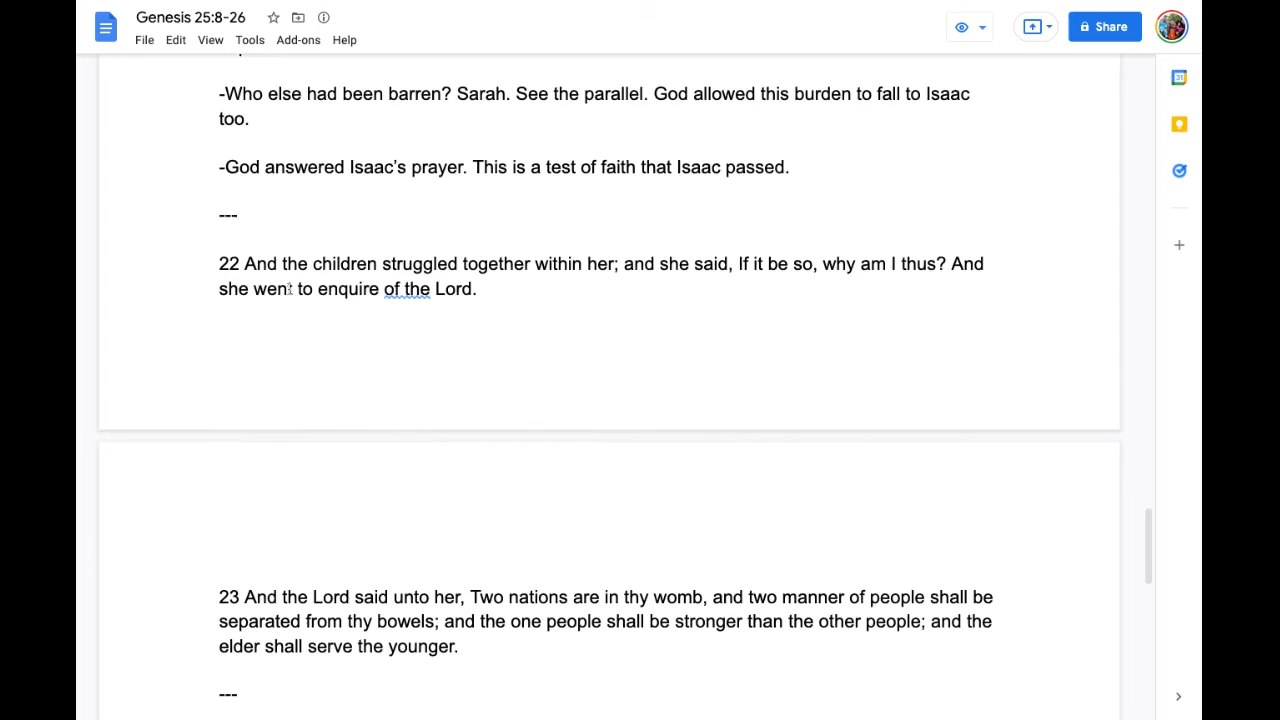 Genesis 25:8-26
File Edit View Tools Add-ons Help
Share
31
-Who else had been barren? Sarah. See the parallel. God allowed this burden to fall to Isaac
too.
-God answered Isaac's prayer. This is a test of faith that Isaac passed.
---
22 And the children struggled together within her; and she said, If it be so, why am I thus? And
she went to enquire of the Lord.
23 And the Lord said unto her, Two nations are in thy womb, and two manner of people shall be
separated from thy bowels; and the one people shall be stronger than the other people; and the
elder shall serve the younger.
---